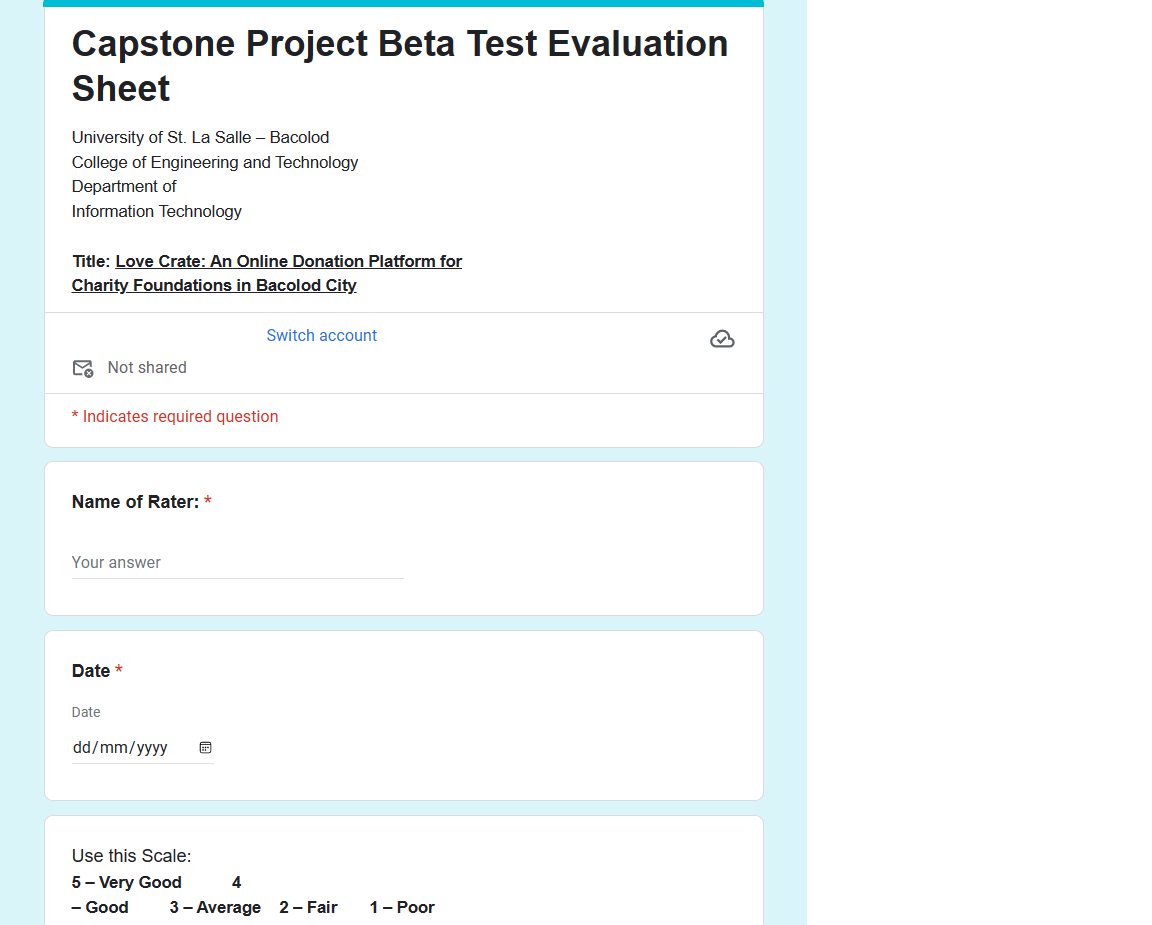 Capstone Project Beta Test Evaluation
Sheet
University of St. La Salle – Bacolod
College of Engineering and Technology
Department of
Information Technology
Title: Love Crate: An Online Donation Platform for
Charity Foundations in Bacolod City
Switch account
Not shared
* Indicates required question
Name of Rater: *
Your answer
Date *
Date
dd/mm/yyyy
Use this Scale:
5 – Very Good 4
– Good 3 – Average 2 – Fair 1 – Poor